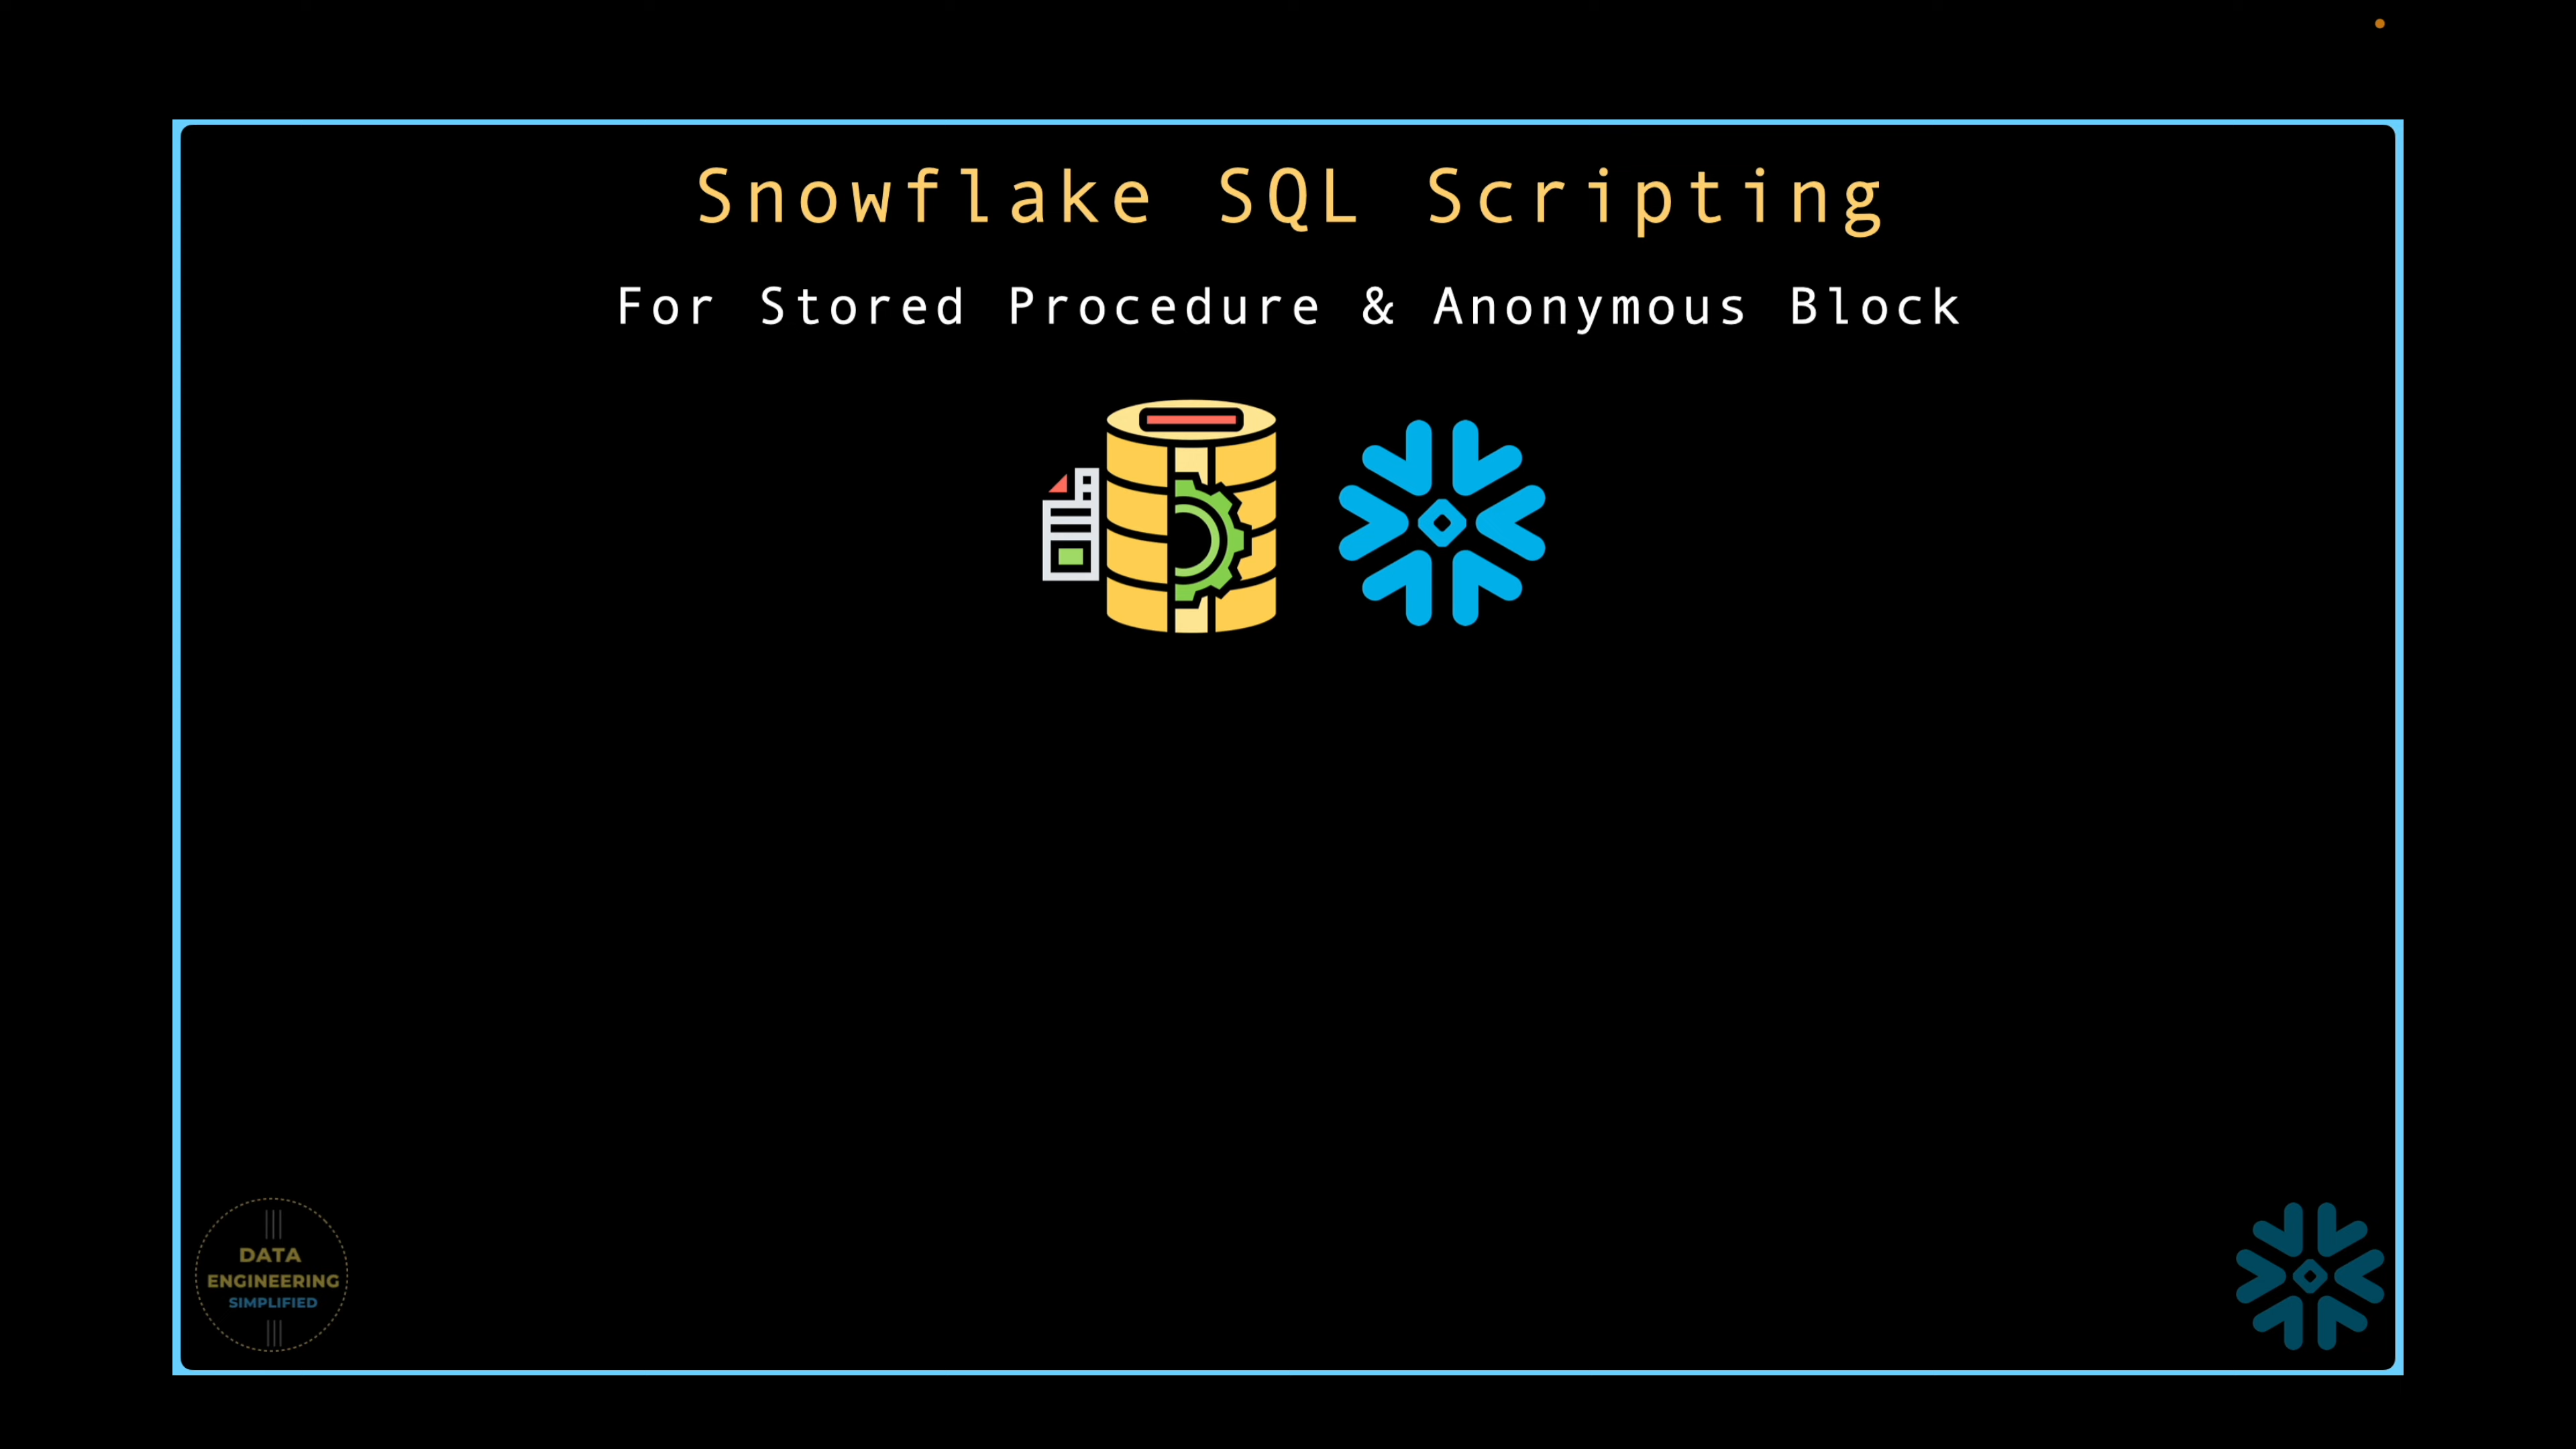 Snowflake SQL Scripting
For Stored Procedure & Anonymous Block
DATA
ENGINEERING
SIMPLIFIED